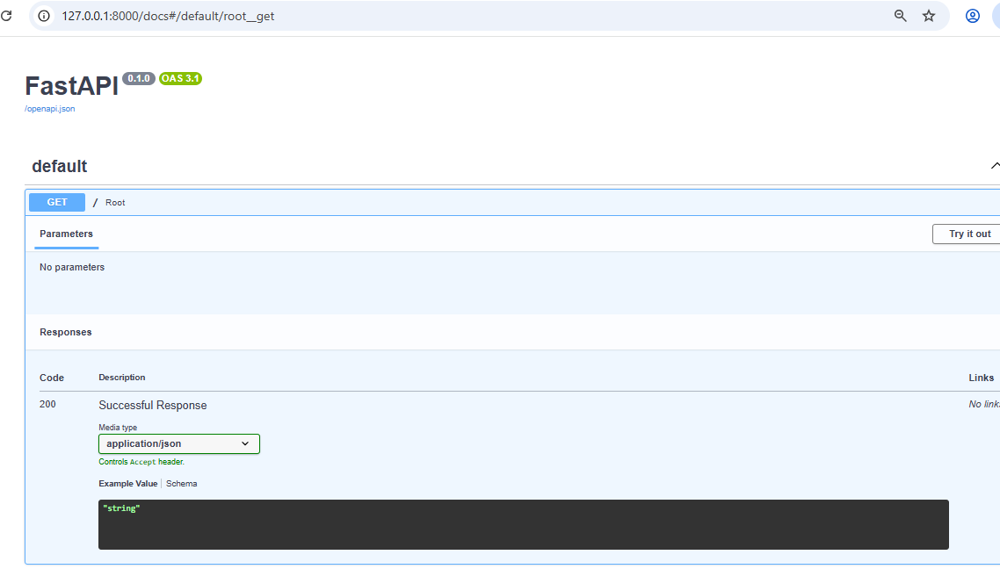 127.0.0.1:8000/docs#/default/root__get
FastAPI 0.1.0 OAS 3.1
/openapi.json
default
GET / Root
Parameters
Try it out
No parameters
Responses
Code Description Links
200 Successful Response No links
Media type
application/json
Controls Accept header.
Example Value Schema
"string"